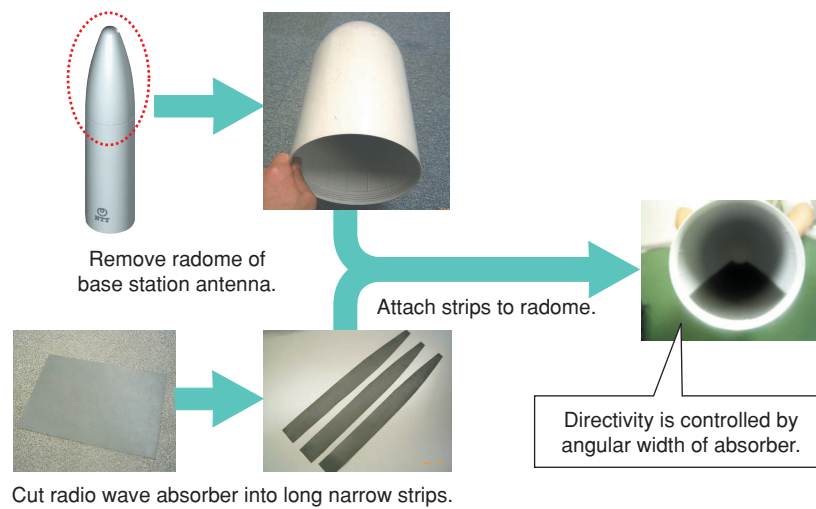 NTT
Remove radome of
base station antenna.
Attach strips to radome.
Directivity is controlled by
angular width of absorber.
Cut radio wave absorber into long narrow strips.